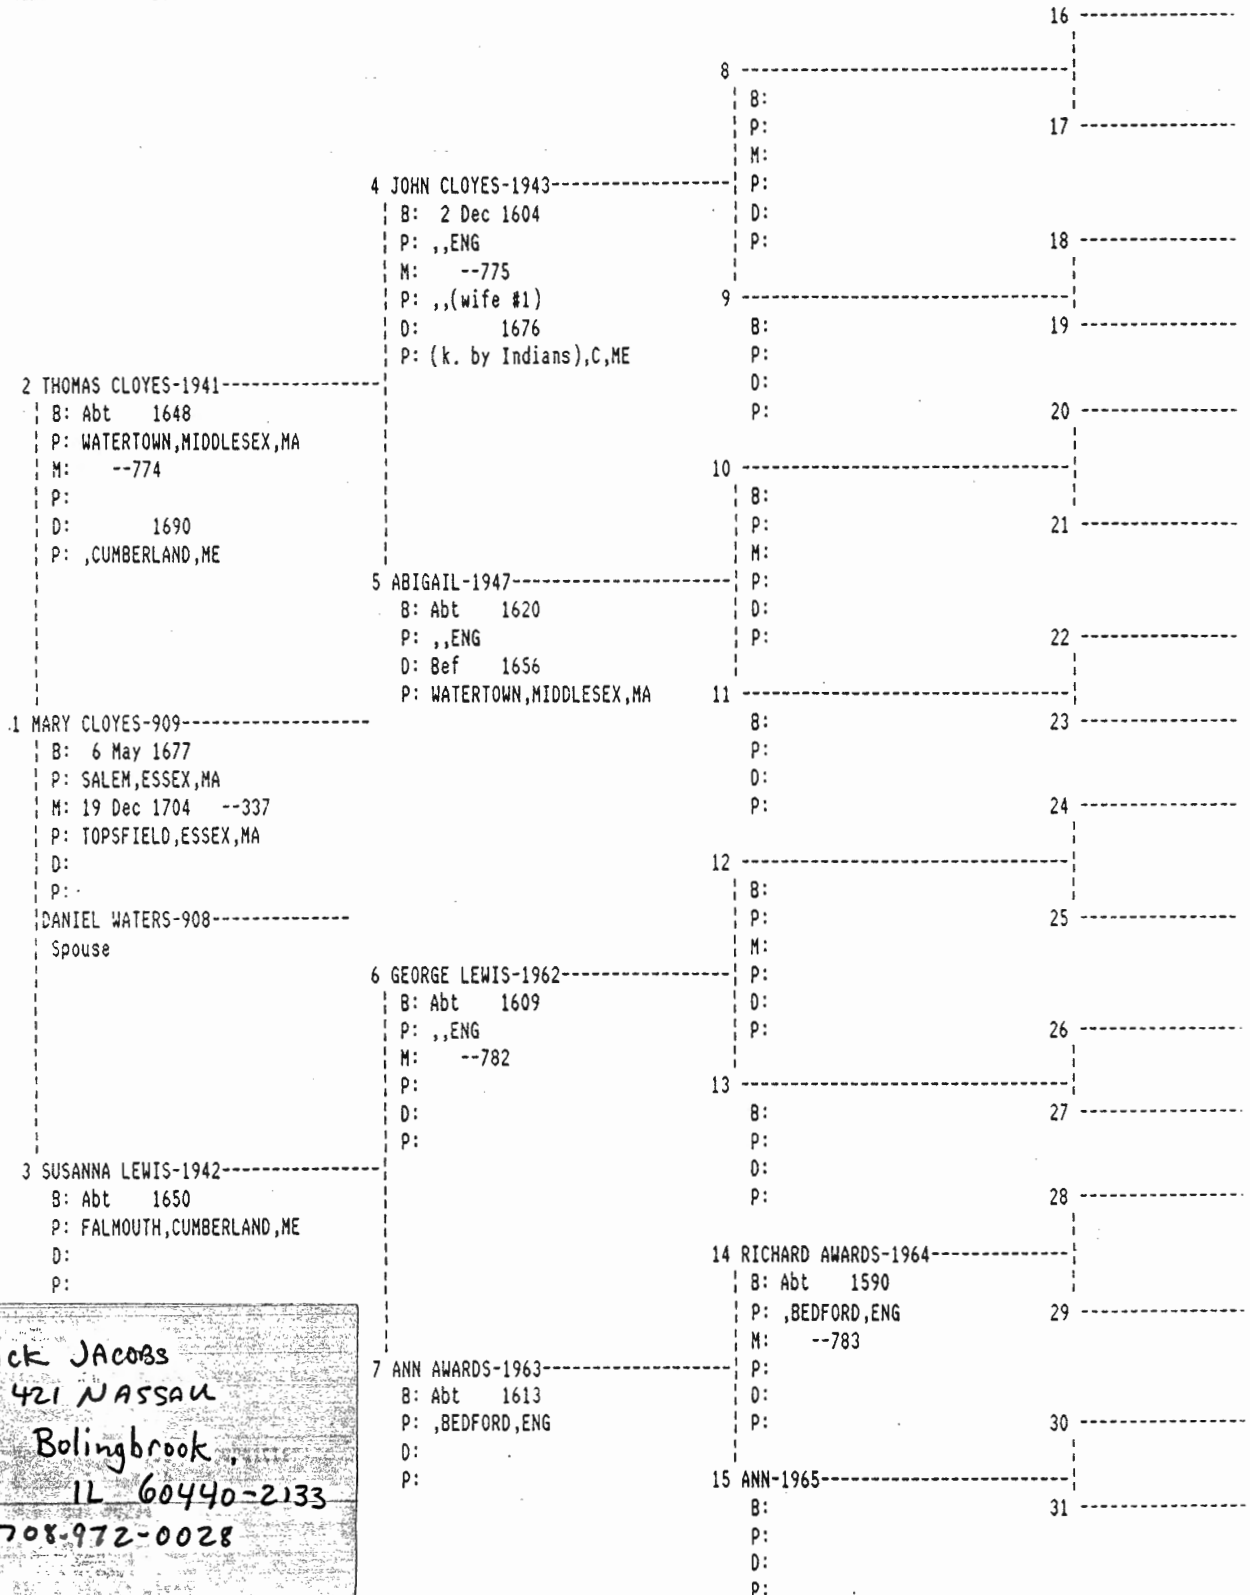 16
8
B:
P:
17
M:
4 JOHN CLOYES-1943
P:
B: 2 Dec 1604
D:
P: ,,ENG
P:
18
M: --775
P: ,,(wife #1)
9
D: 1676
B:
19
P: (k. by Indians),C,ME
P:
2 THOMAS CLOYES-1941
D:
B: Abt 1648
P:
20
P: WATERTOWN,MIDDLESEX,MA
M: --774
10
P:
B:
D: 1690
P:
21
P: ,CUMBERLAND,ME
M:
5 ABIGAIL-1947
P:
B: Abt 1620
D:
P: ,,ENG
P:
22
D: Bef 1656
P: WATERTOWN,MIDDLESEX,MA
11
1 MARY CLOYES-909
B:
23
B: 6 May 1677
P:
P: SALEM,ESSEX,MA
D:
M: 19 Dec 1704 --337
P:
24
P: TOPSFIELD,ESSEX,MA
D:
12
P:
B:
DANIEL WATERS-908
P:
25
Spouse
M:
6 GEORGE LEWIS-1962
P:
B: Abt 1609
D:
P: ,,ENG
P:
26
M: --782
P:
13
D:
B:
27
P:
P:
3 SUSANNA LEWIS-1942
D:
B: Abt 1650
P:
28
P: FALMOUTH,CUMBERLAND,ME
D:
14 RICHARD AWARDS-1964
P:
B: Abt 1590
P: ,BEDFORD,ENG
29
M: --783
7 ANN AWARDS-1963
P:
B: Abt 1613
D:
P: ,BEDFORD,ENG
P:
30
D:
P:
15 ANN-1965
B:
31
P:
D:
P:
ck JACOBS
421 NASSAU
Bolingbrook,
IL 60440-2133
708-972-0028